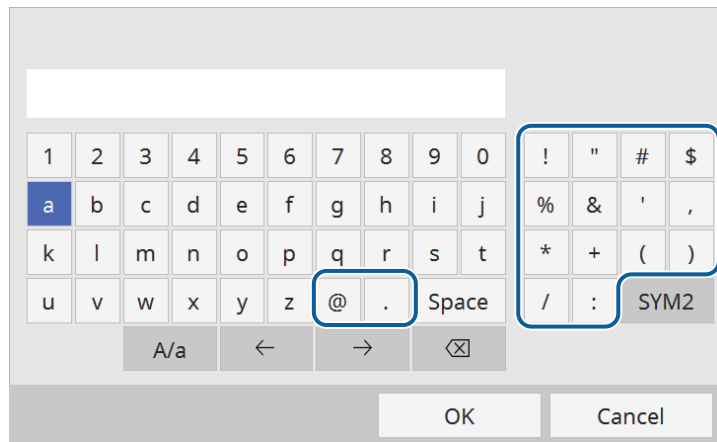 1 2 3 4 5 6 7 8 9 0 ! " # $
a b c d e f g h i j % & ' ,
k l m n o p q r s t * + ( )
u v w x y z @ . Space / : SYM2
A/a ← → ⌫
OK Cancel